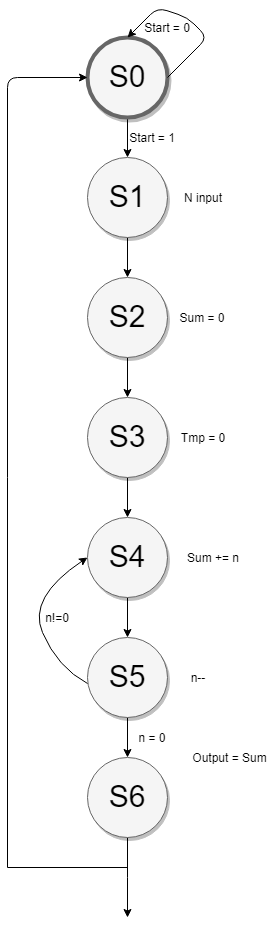 Start = 0
S0
Start = 1
S1
N input
S2
Sum = 0
S3
Tmp = 0
S4
Sum += n
n!=0
S5
n--
n = 0
Output = Sum
S6